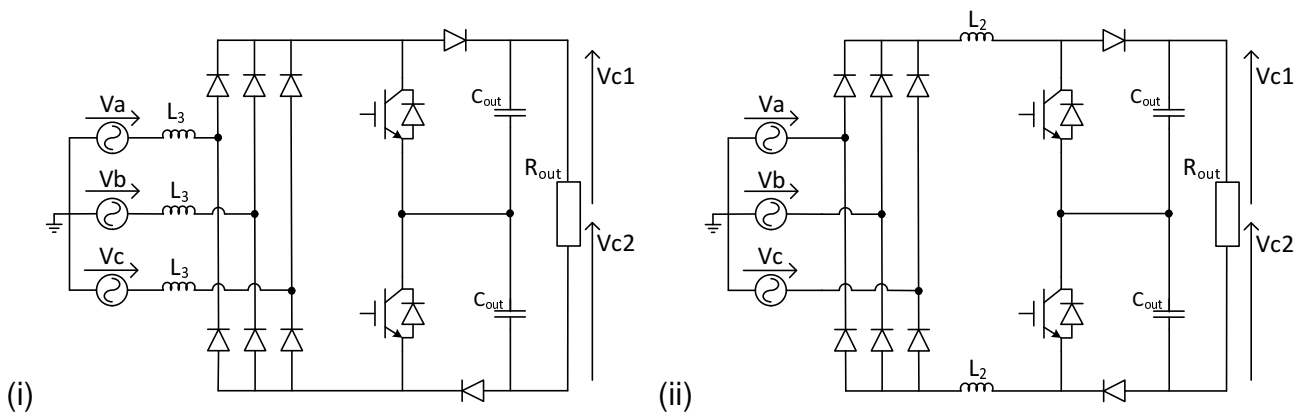 Va
L3
Vb
L3
Vc
L3
Cout
Cout
Rout
Vc1
Vc2
(i)
L2
Va
Vb
Vc
L2
Cout
Cout
Rout
Vc1
Vc2
(ii)